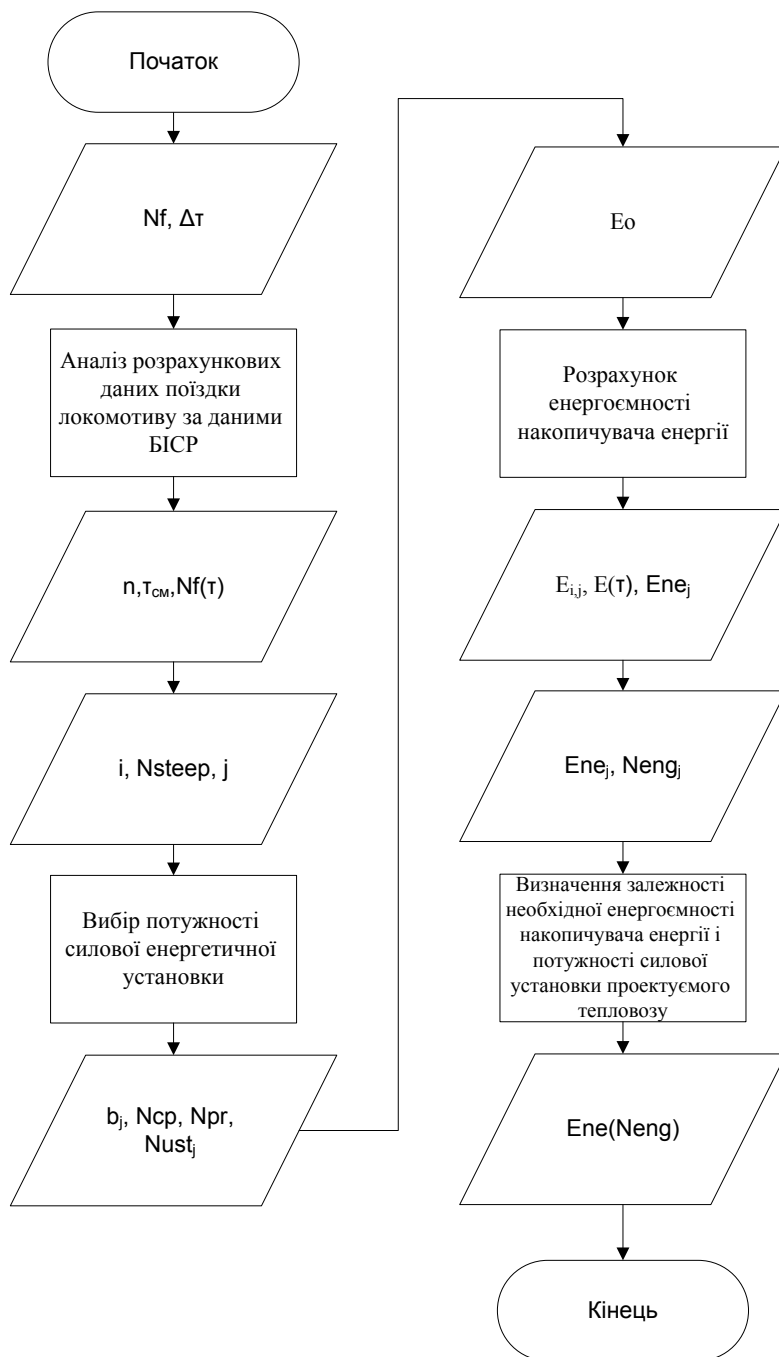 Початок
Nf, Δτ
Аналіз розрахункових
даних поїздки
локомотиву за даними
БІСР
n,τсм,Nf(τ)
i, Nsteep, j
Вибір потужності
силової енергетичної
установки
bj, Ncp, Npr,
Nustj
Eo
Розрахунок
енергоємності
накопичувача енергії
Ei,j, E(τ), Enej
Enej, Nengj
Визначення залежності
необхідної енергоємності
накопичувача енергії і
потужності силової
установки проектуємого
тепловозу
Ene(Neng)
Кінець